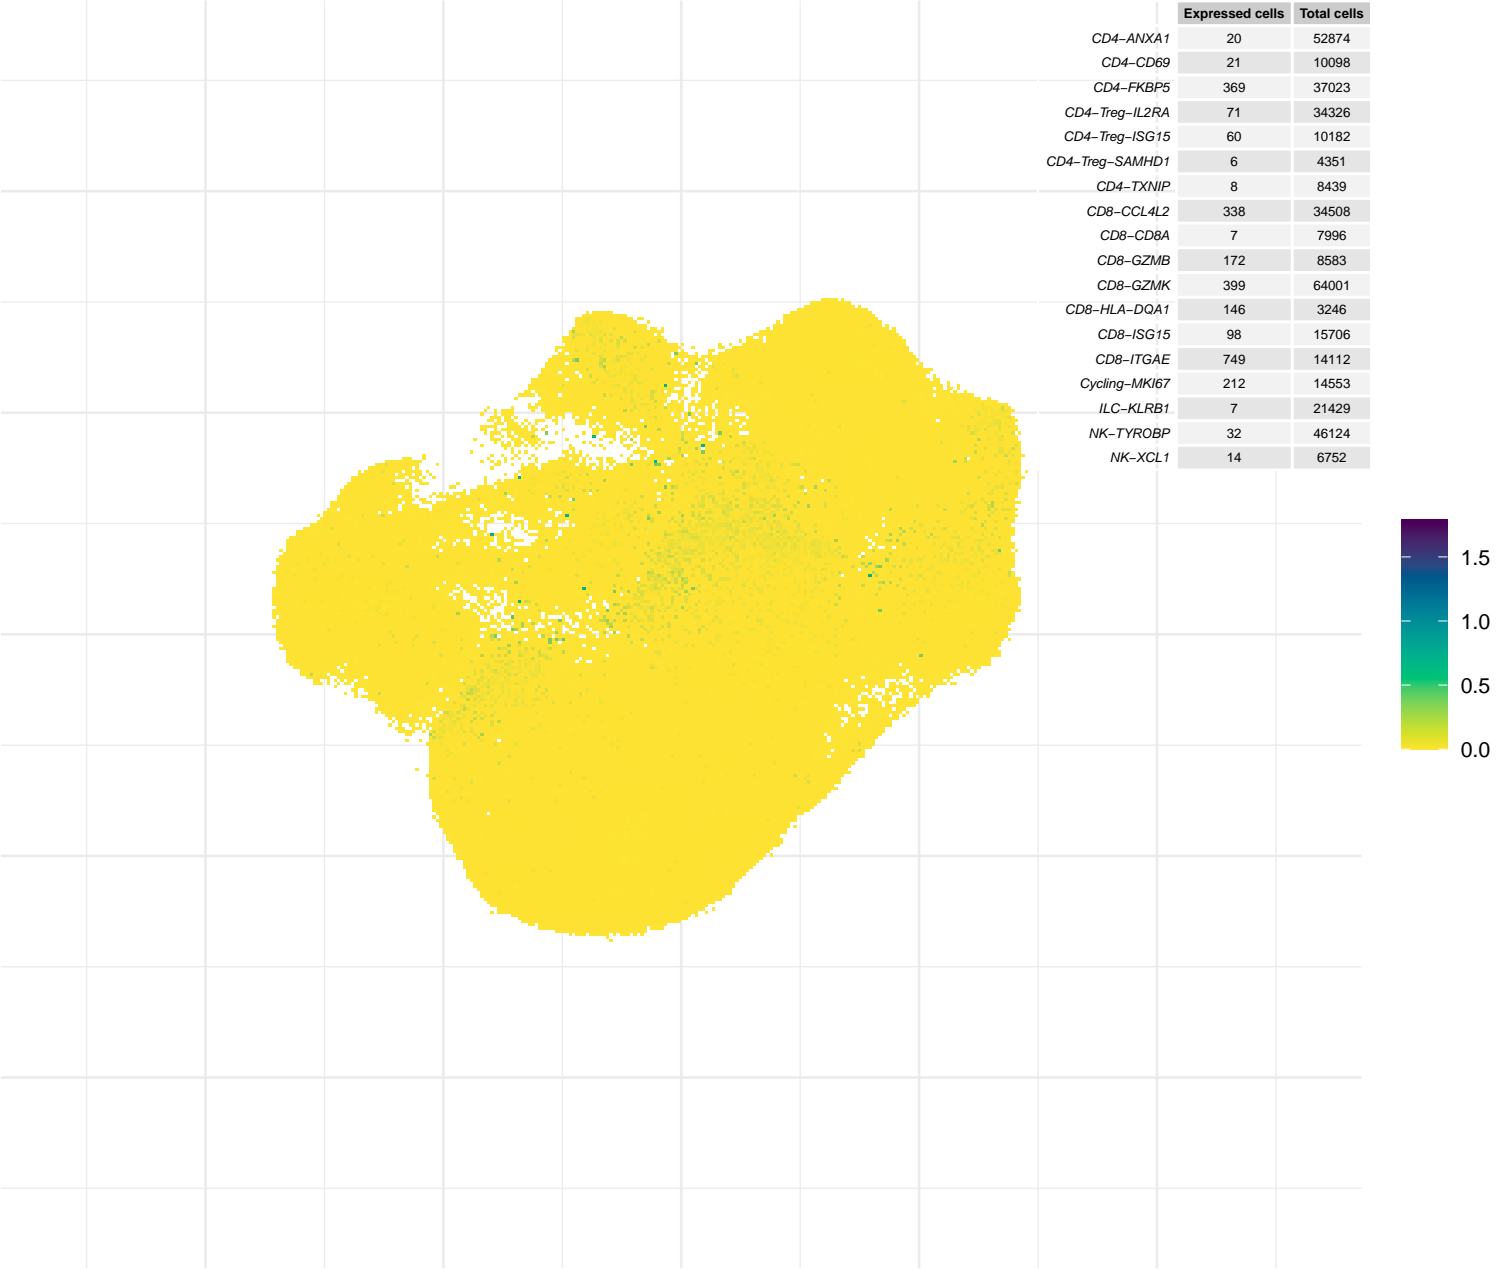 Expressed cells Total cells
CD4−ANXA1 20 52874
CD4−CD69 21 10098
CD4−FKBP5 369 37023
CD4−Treg−IL2RA 71 34326
CD4−Treg−ISG15 60 10182
CD4−Treg−SAMHD1 6 4351
CD4−TXNIP 8 8439
CD8−CCL4L2 338 34508
CD8−CD8A 7 7996
CD8−GZMB 172 8583
CD8−GZMK 399 64001
CD8−HLA−DQA1 146 3246
CD8−ISG15 98 15706
CD8−ITGAE 749 14112
Cycling−MKI67 212 14553
ILC−KLRB1 7 21429
NK−TYROBP 32 46124
NK−XCL1 14 6752
1.5
1.0
0.5
0.0